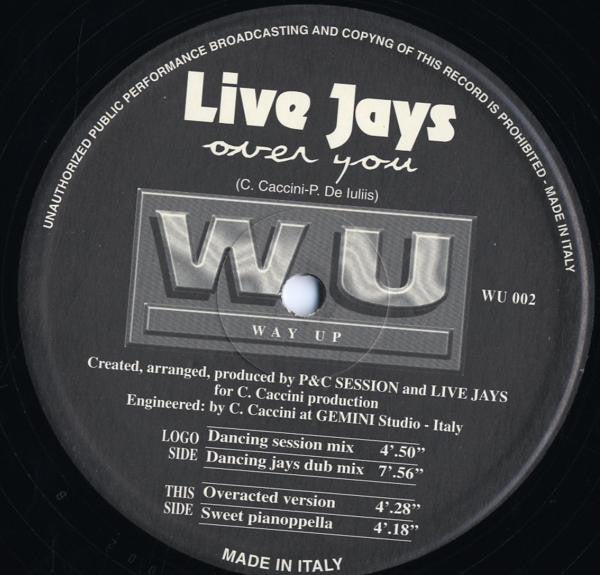 UNAUTHORIZED PUBLIC PERFORMANCE BROADCASTING AND COPYNG OF THIS RECORD IS PROHIBITED - MADE IN ITALY
Live Jays
over you
(C. Caccini-P. De Iuliis)
WU
WU 002
WAY UP
Created, arranged, produced by P&C SESSION and LIVE JAYS
for C. Caccini production
Engineered: by C. Caccini at GEMINI Studio - Italy
LOGO SIDE
Dancing session mix 4'.50”
Dancing jays dub mix 7'.56”
THIS SIDE
Overacted version 4'.28”
Sweet pianoppella 4'.18”
MADE IN ITALY